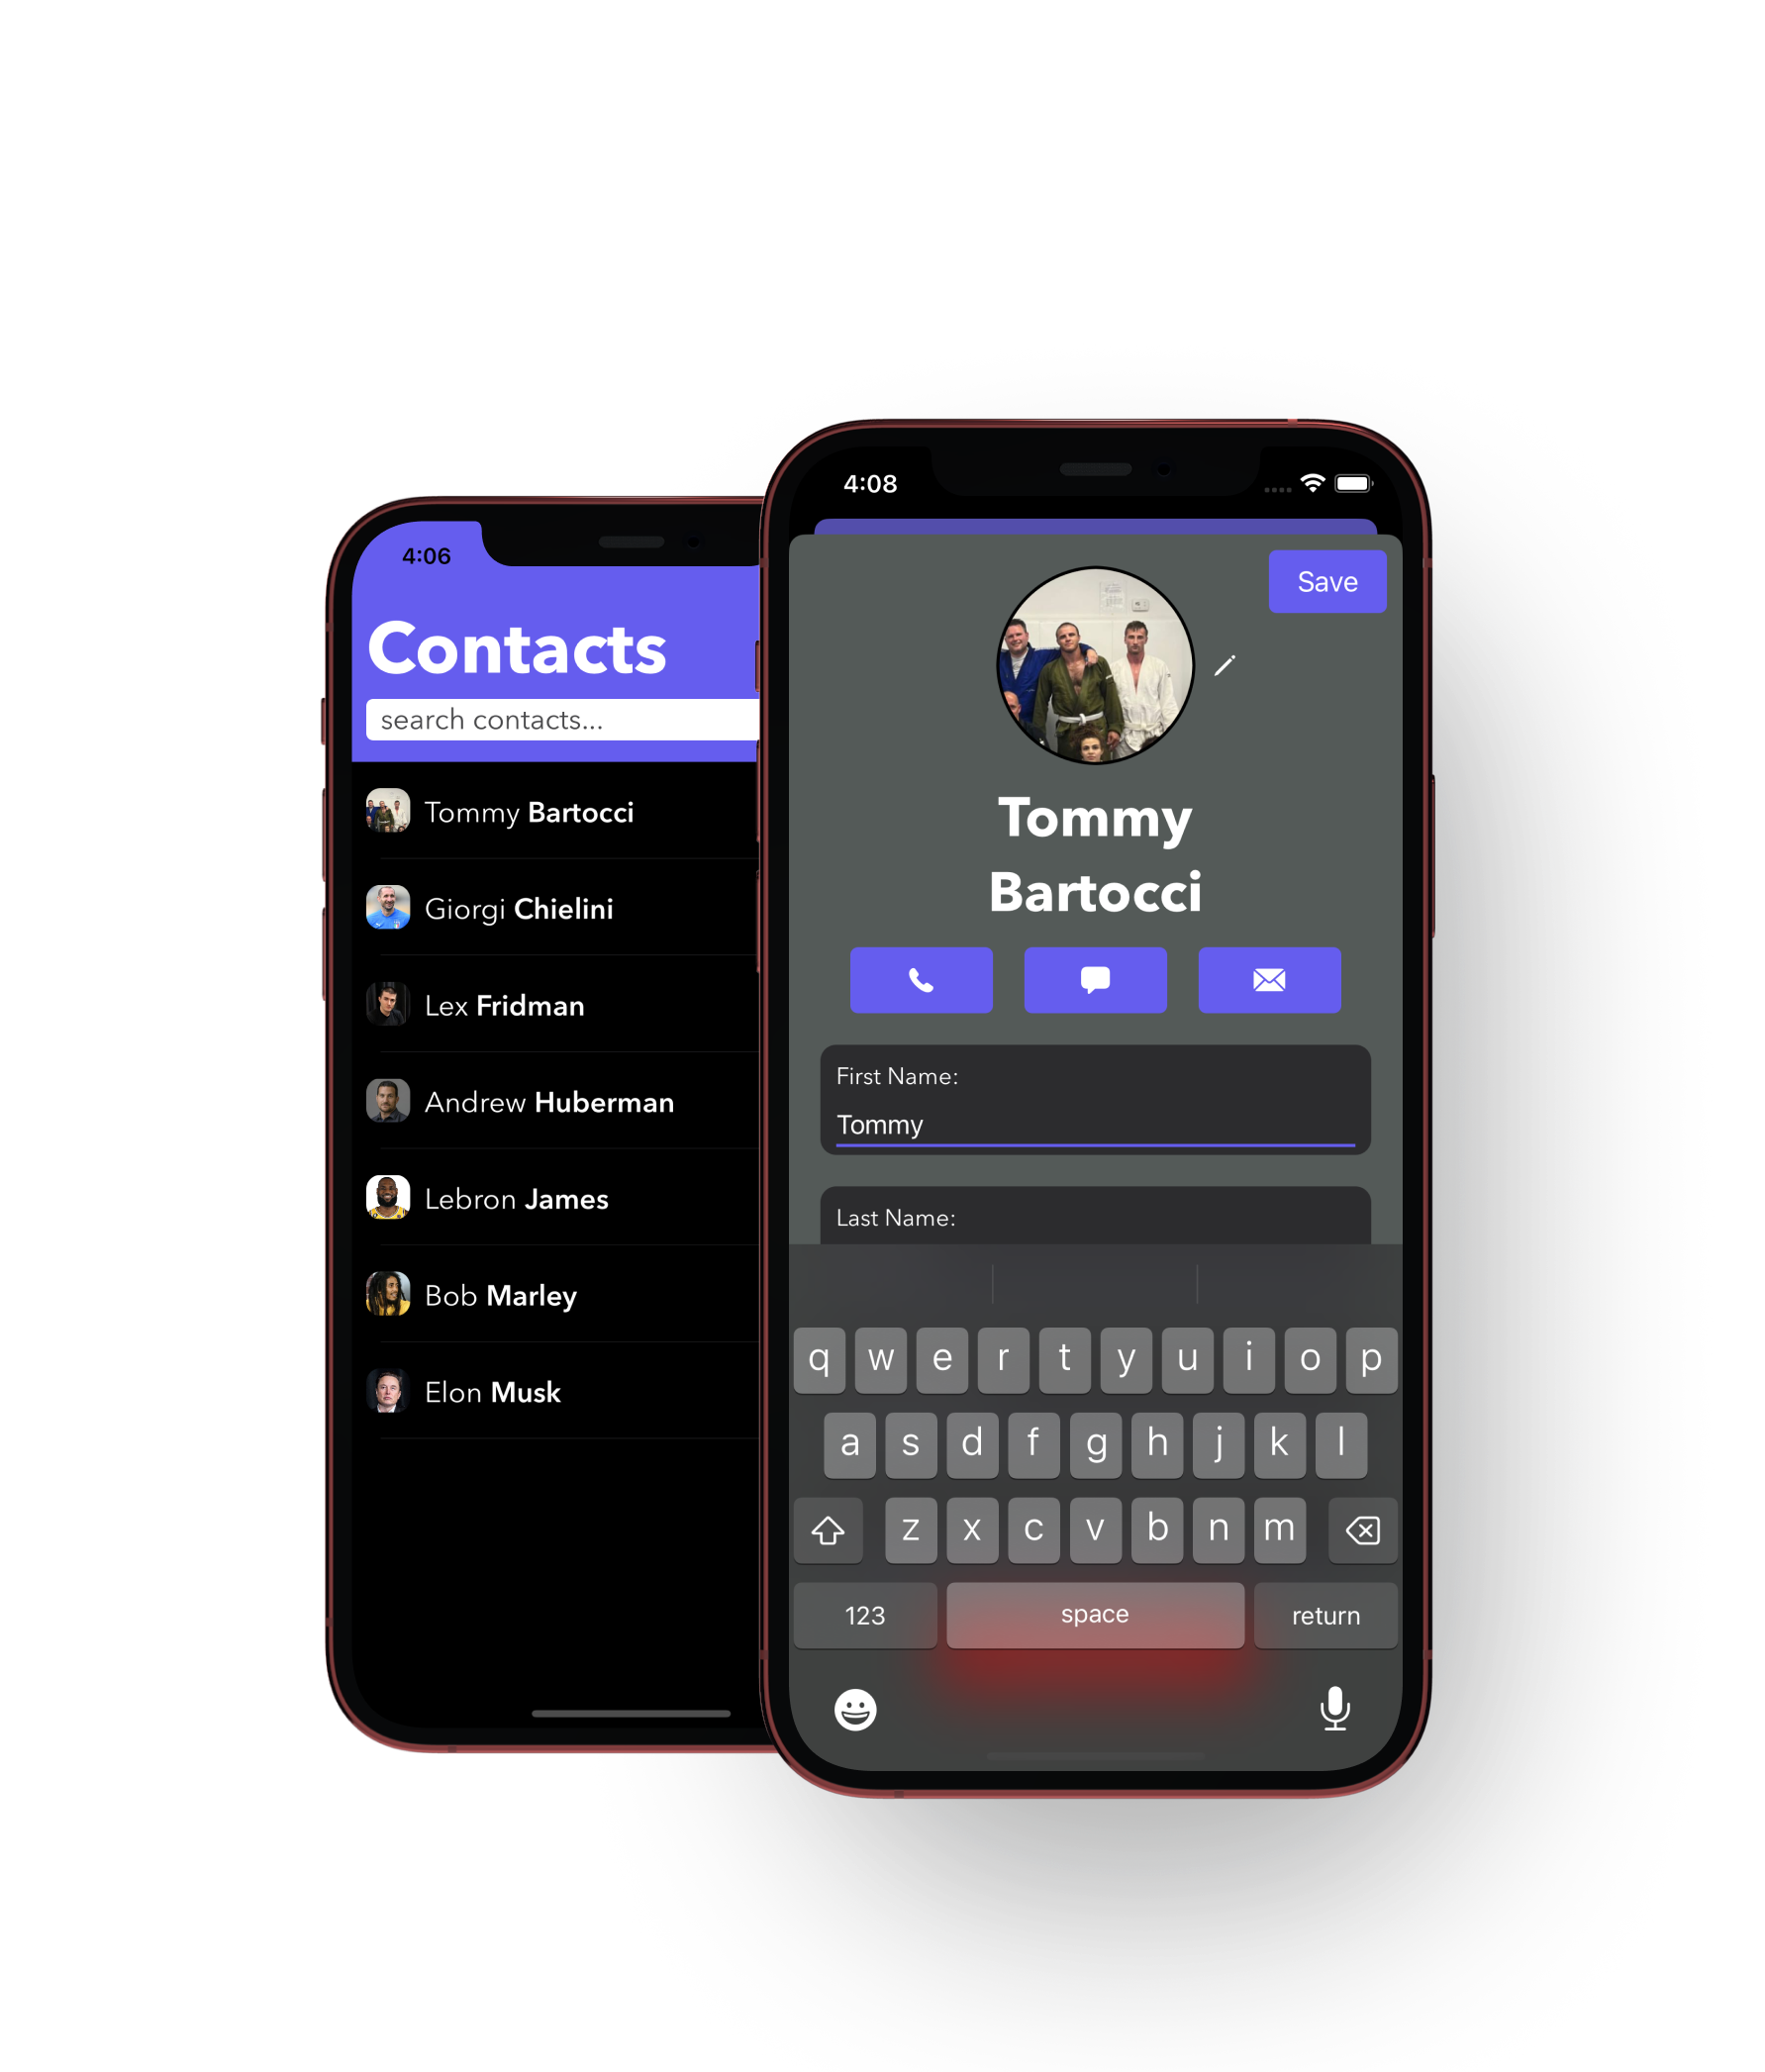 4:06
Contacts
search contacts...
Tommy Bartocci
Giorgi Chielini
Lex Fridman
Andrew Huberman
Lebron James
Bob Marley
Elon Musk
4:08
Save
Tommy
Bartocci
First Name:
Tommy
Last Name:
q w e r t y u i o p
a s d f g h j k l
z x c v b n m
123 space return